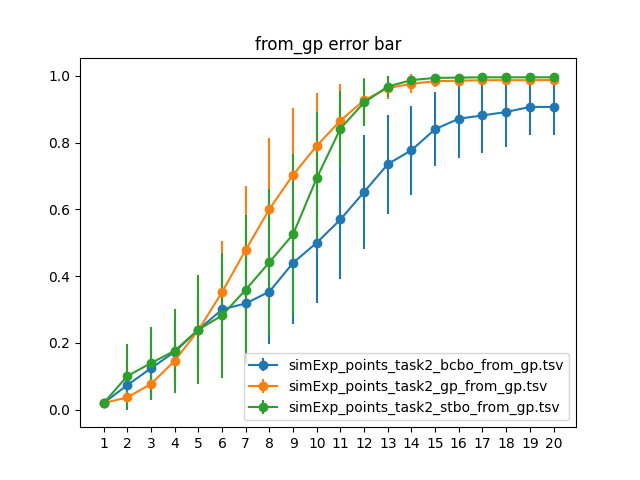 from_gp error bar
1.0
0.8
0.6
0.4
0.2
0.0
simExp_points_task2_bcbo_from_gp.tsv
simExp_points_task2_gp_from_gp.tsv
simExp_points_task2_stbo_from_gp.tsv
1 2 3 4 5 6 7 8 9 10 11 12 13 14 15 16 17 18 19 20